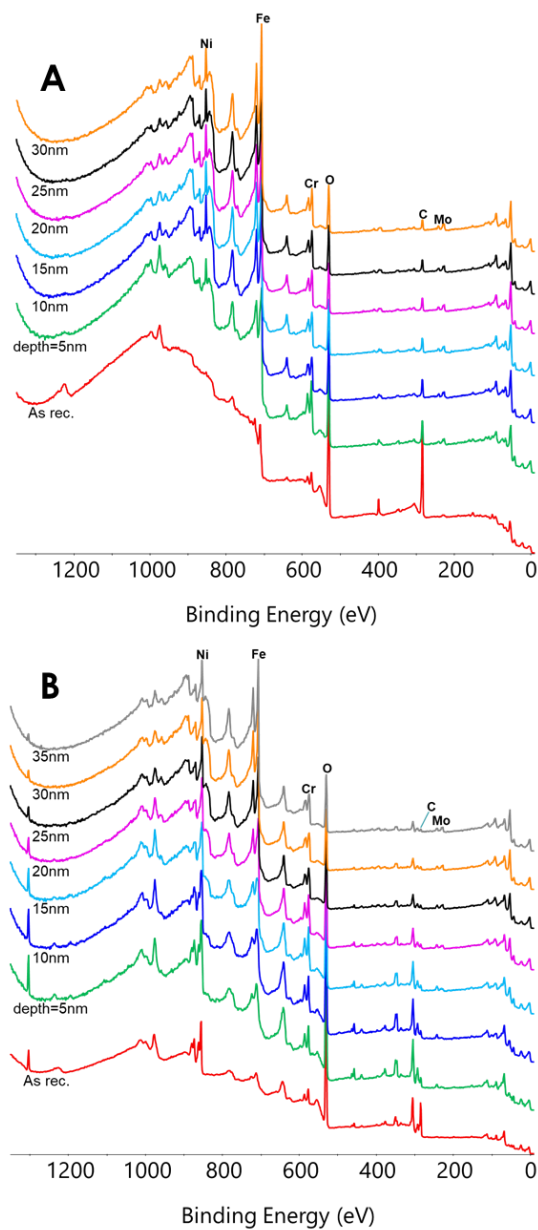 Fe
A
Ni
30nm
25nm
20nm
15nm
10nm
depth=5nm
As rec.
Cr
O
C
Mo
1200 1000 800 600 400 200 0
Binding Energy (eV)
B
Ni
Fe
35nm
30nm
25nm
20nm
15nm
10nm
depth=5nm
As rec.
Cr
O
C
Mo
1200 1000 800 600 400 200 0
Binding Energy (eV)